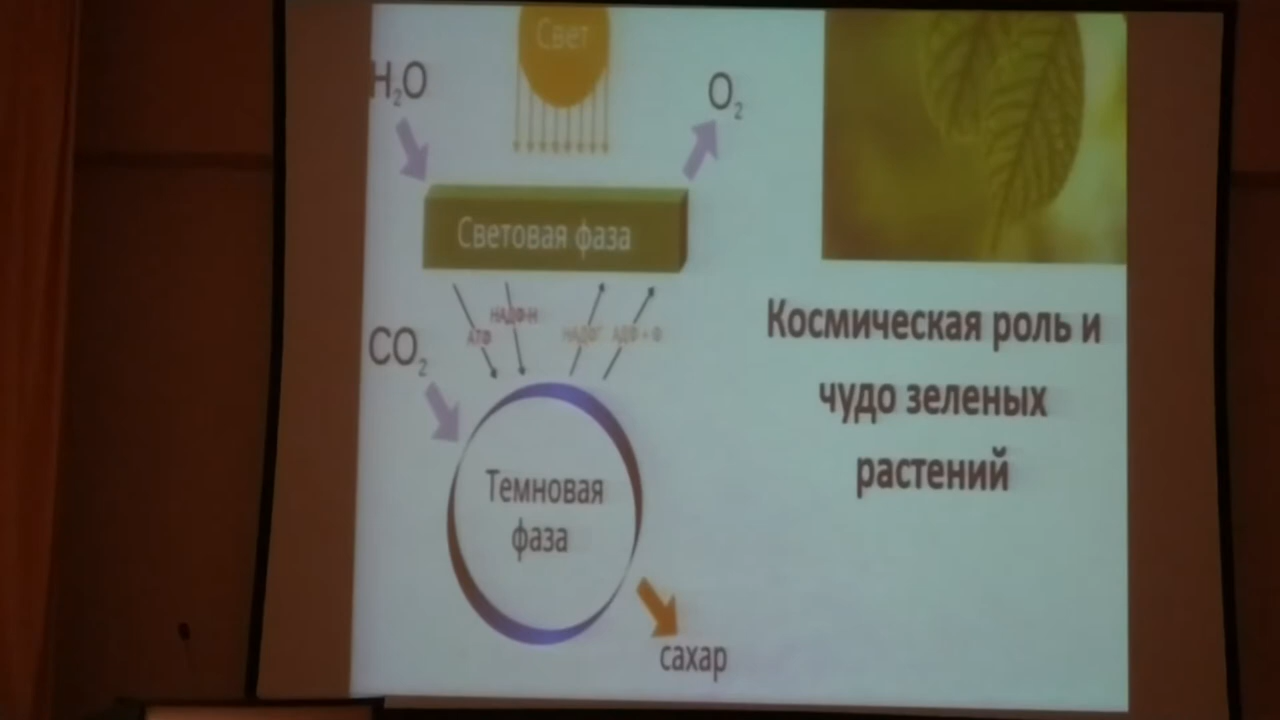 Свет
H₂O
O₂
Световая фаза
НАДФ·Н
АТФ
НАДФ⁺
АДФ + Ф
CO₂
Темновая
фаза
сахар
Космическая роль и
чудо зеленых
растений